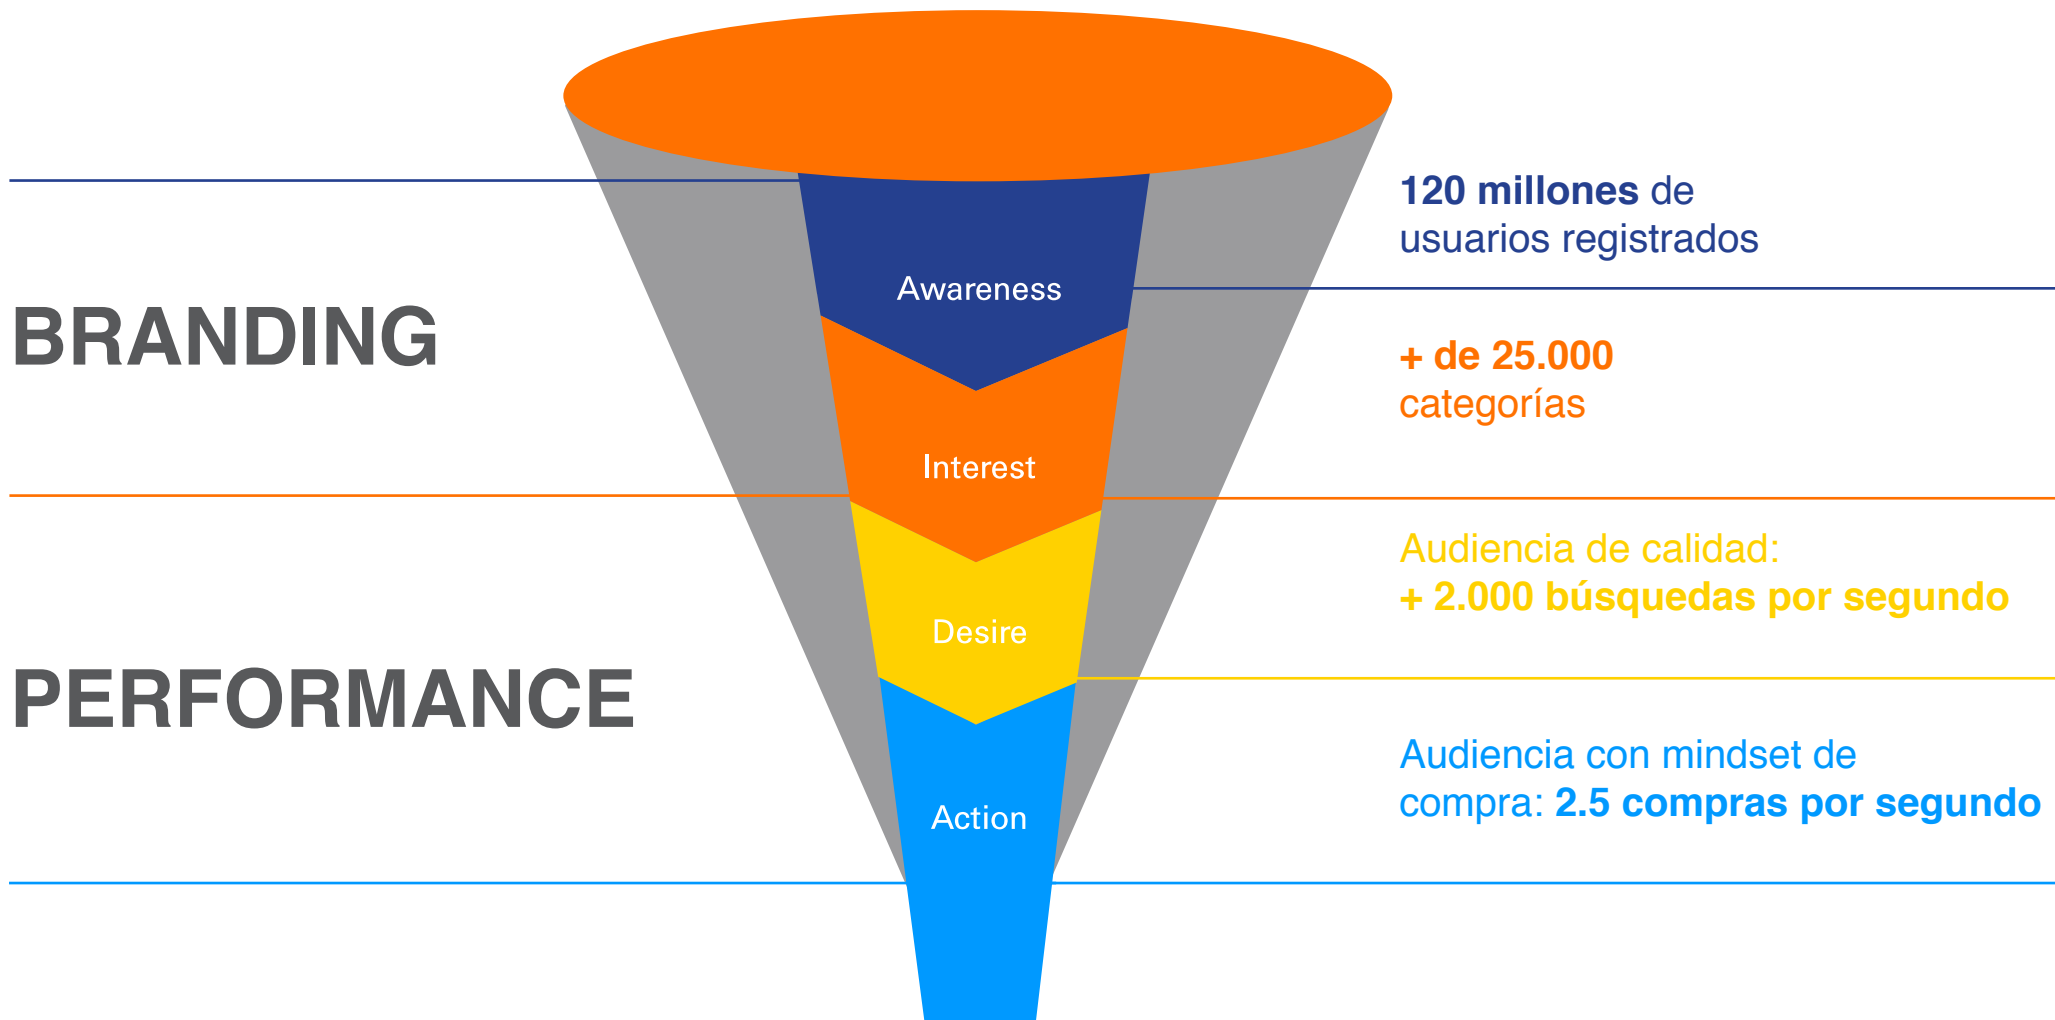 BRANDING
PERFORMANCE
Awareness
Interest
Desire
Action
120 millones de
usuarios registrados
+ de 25.000
categorías
Audiencia de calidad:
+ 2.000 búsquedas por segundo
Audiencia con mindset de
compra: 2.5 compras por segundo